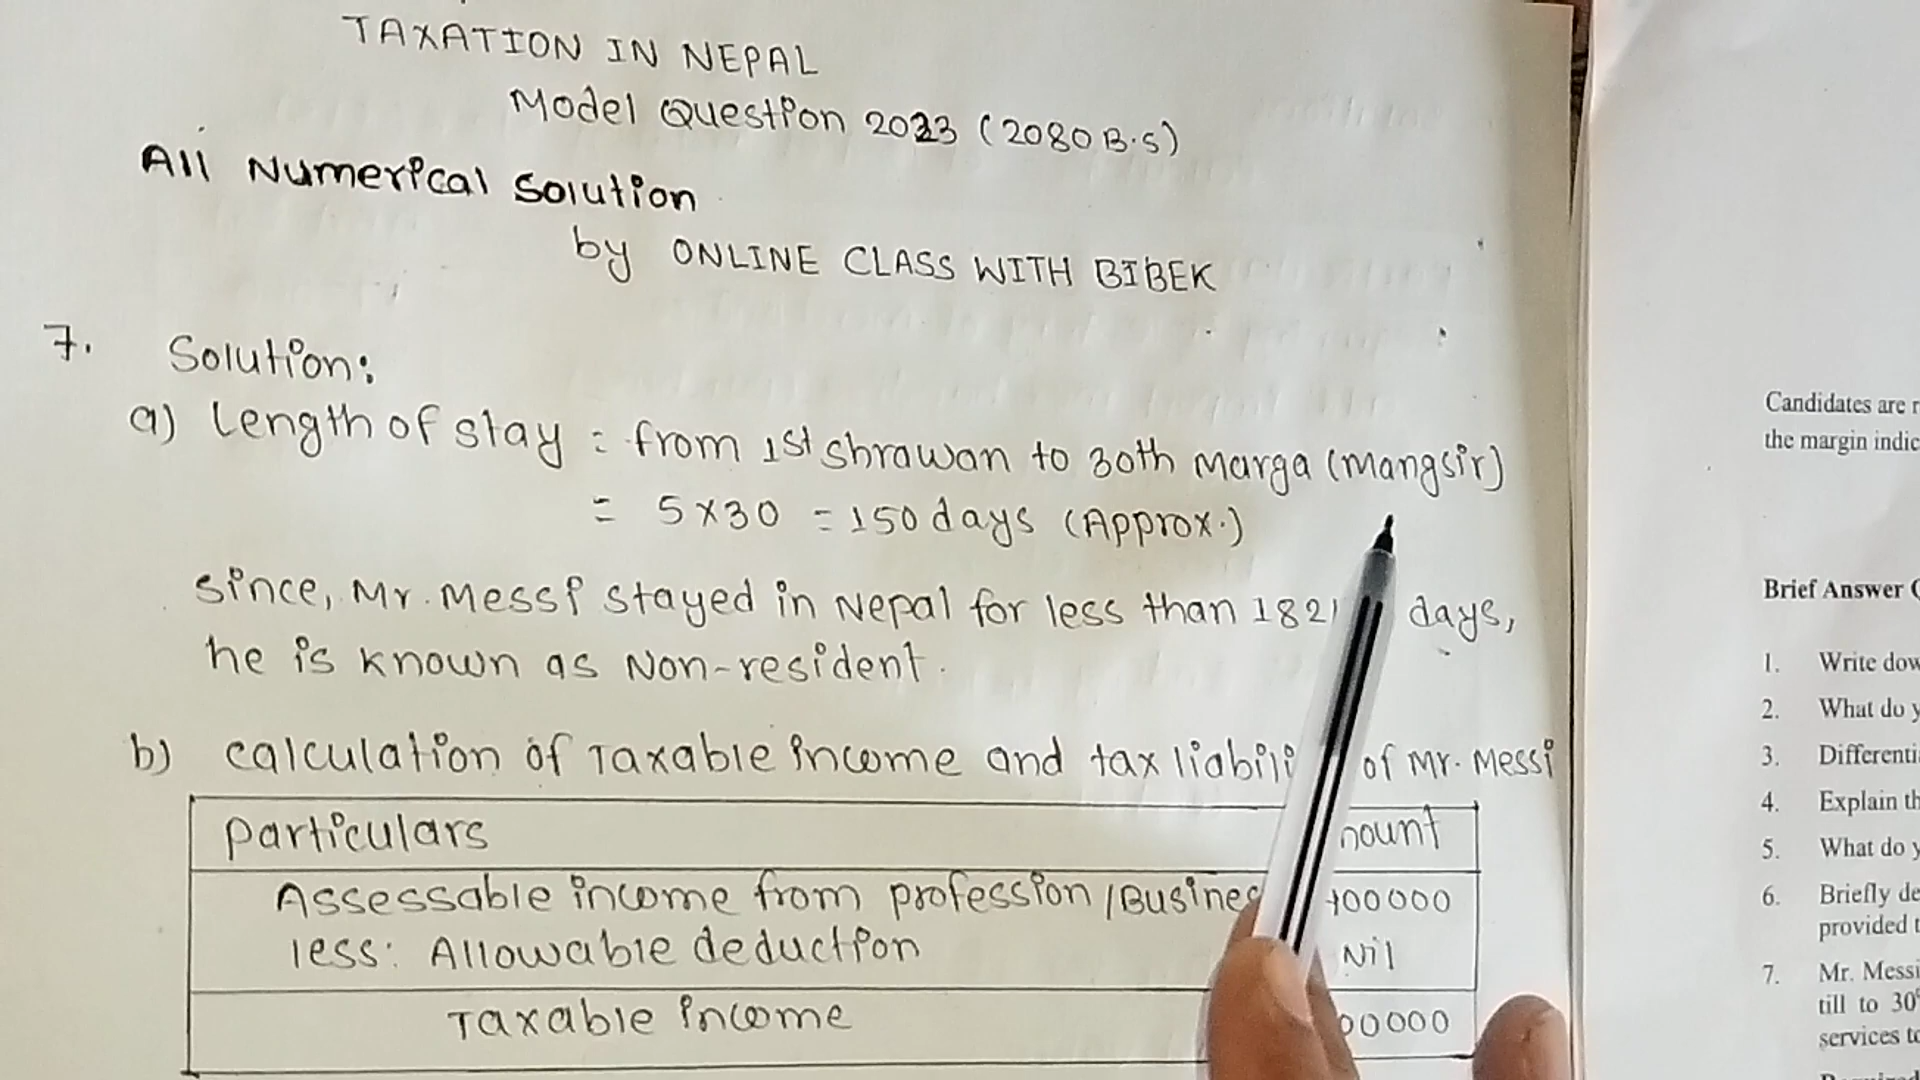 TAXATION IN NEPAL
Model Question 2023 (2080 B.S)
All Numerical Solution
by ONLINE CLASS WITH BIBEK
7. Solution:
a) Length of stay = from 1st shrawan to 30th Marga (Mangsir)
= 5×30 = 150 days (Approx.)
since, Mr. Messi stayed in Nepal for less than 182 days,
he is known as Non-resident.
b) calculation of Taxable income and tax liabili of Mr. Messi
Particulars
Assessable income from profession/Business 00000
less: Allowable deduction Nil
Taxable income 00000
Candidates are
the margin indic
Brief Answer
1. Write dow
2. What do y
3. Differenti
4. Explain th
5. What do y
6. Briefly de
provided t
7. Mr. Messi
till to 30
services to